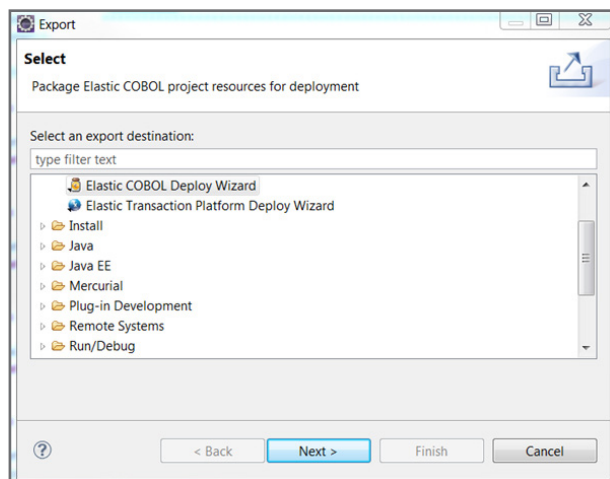 Export
Select
Package Elastic COBOL project resources for deployment
Select an export destination:
type filter text
Elastic COBOL Deploy Wizard
Elastic Transaction Platform Deploy Wizard
Install
Java
Java EE
Mercurial
Plug-in Development
Remote Systems
Run/Debug
< Back Next > Finish Cancel